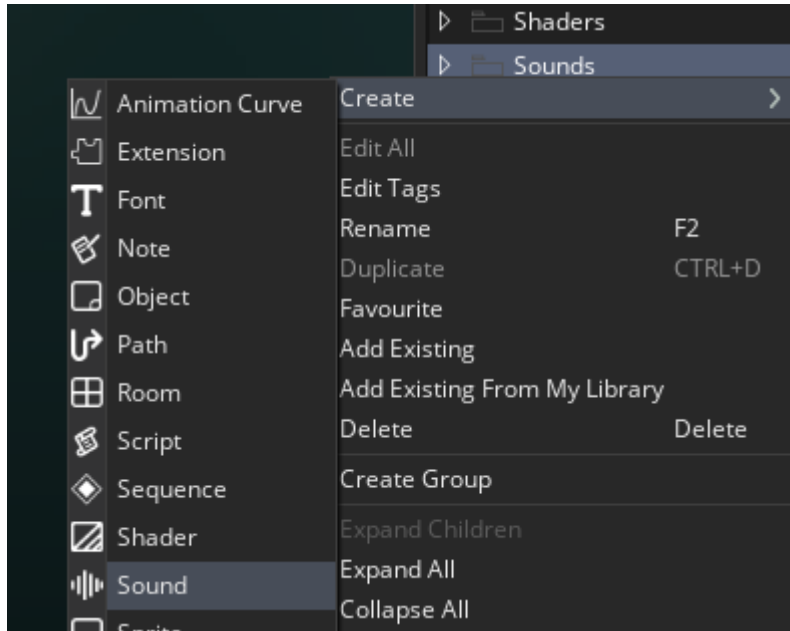 Shaders
Sounds
Create
Edit All
Edit Tags
Rename F2
Duplicate CTRL+D
Favourite
Add Existing
Add Existing From My Library
Delete Delete
Create Group
Expand Children
Expand All
Collapse All
Animation Curve
Extension
Font
Note
Object
Path
Room
Script
Sequence
Shader
Sound